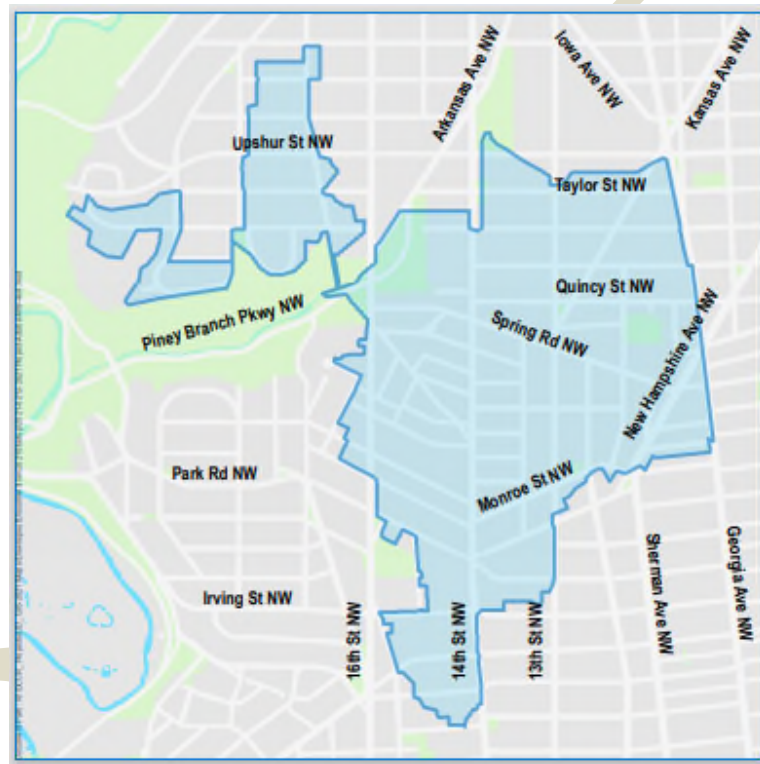 Arkansas Ave NW
Iowa Ave NW
Kansas Ave NW
Upshur St NW
Taylor St NW
Quincy St NW
Piney Branch Pkwy NW
Spring Rd NW
New Hampshire Ave NW
Park Rd NW
Monroe St NW
Irving St NW
16th St NW
14th St NW
13th St NW
Sherman Ave NW
Georgia Ave NW